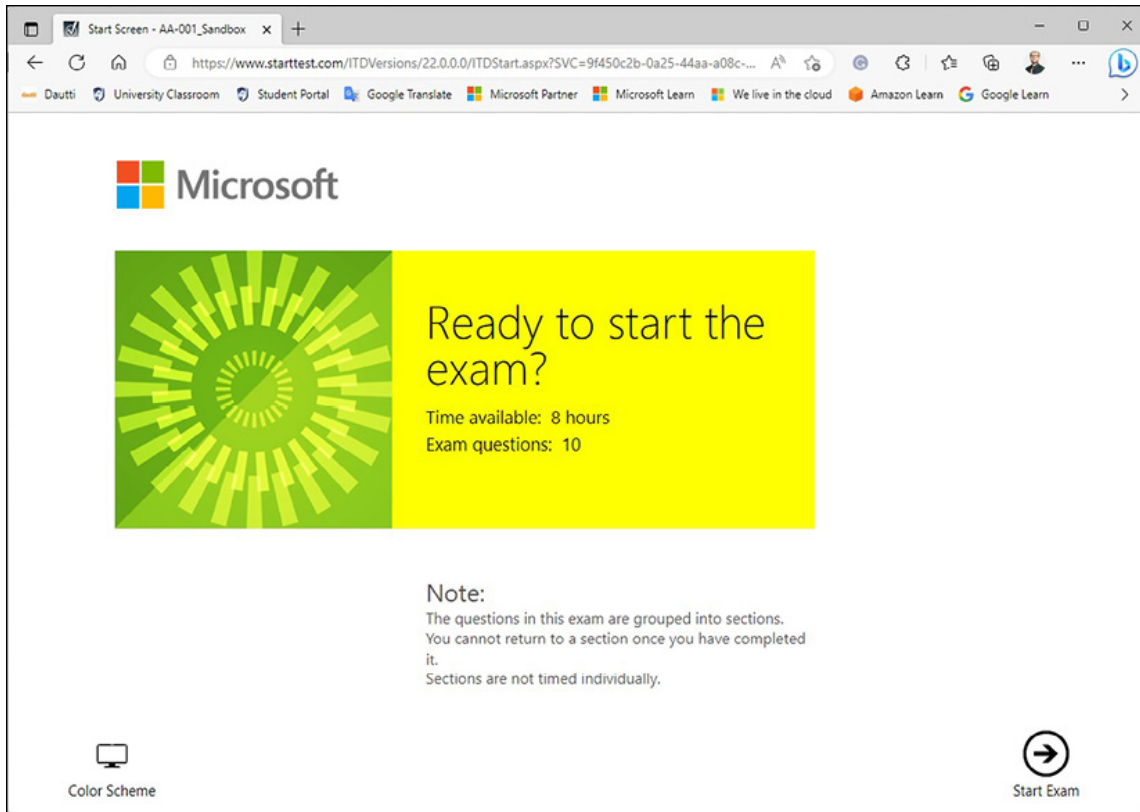 Start Screen - AA-001_Sandbox
https://www.starttest.com/ITDVersions/22.0.0.0/ITDStart.aspx?SVC=9f450c2b-0a25-44aa-a08c-...
Dautti University Classroom Student Portal Google Translate Microsoft Partner Microsoft Learn We live in the cloud Amazon Learn Google Learn
Microsoft
Ready to start the
exam?
Time available: 8 hours
Exam questions: 10
Note:
The questions in this exam are grouped into sections.
You cannot return to a section once you have completed
it.
Sections are not timed individually.
Color Scheme
Start Exam